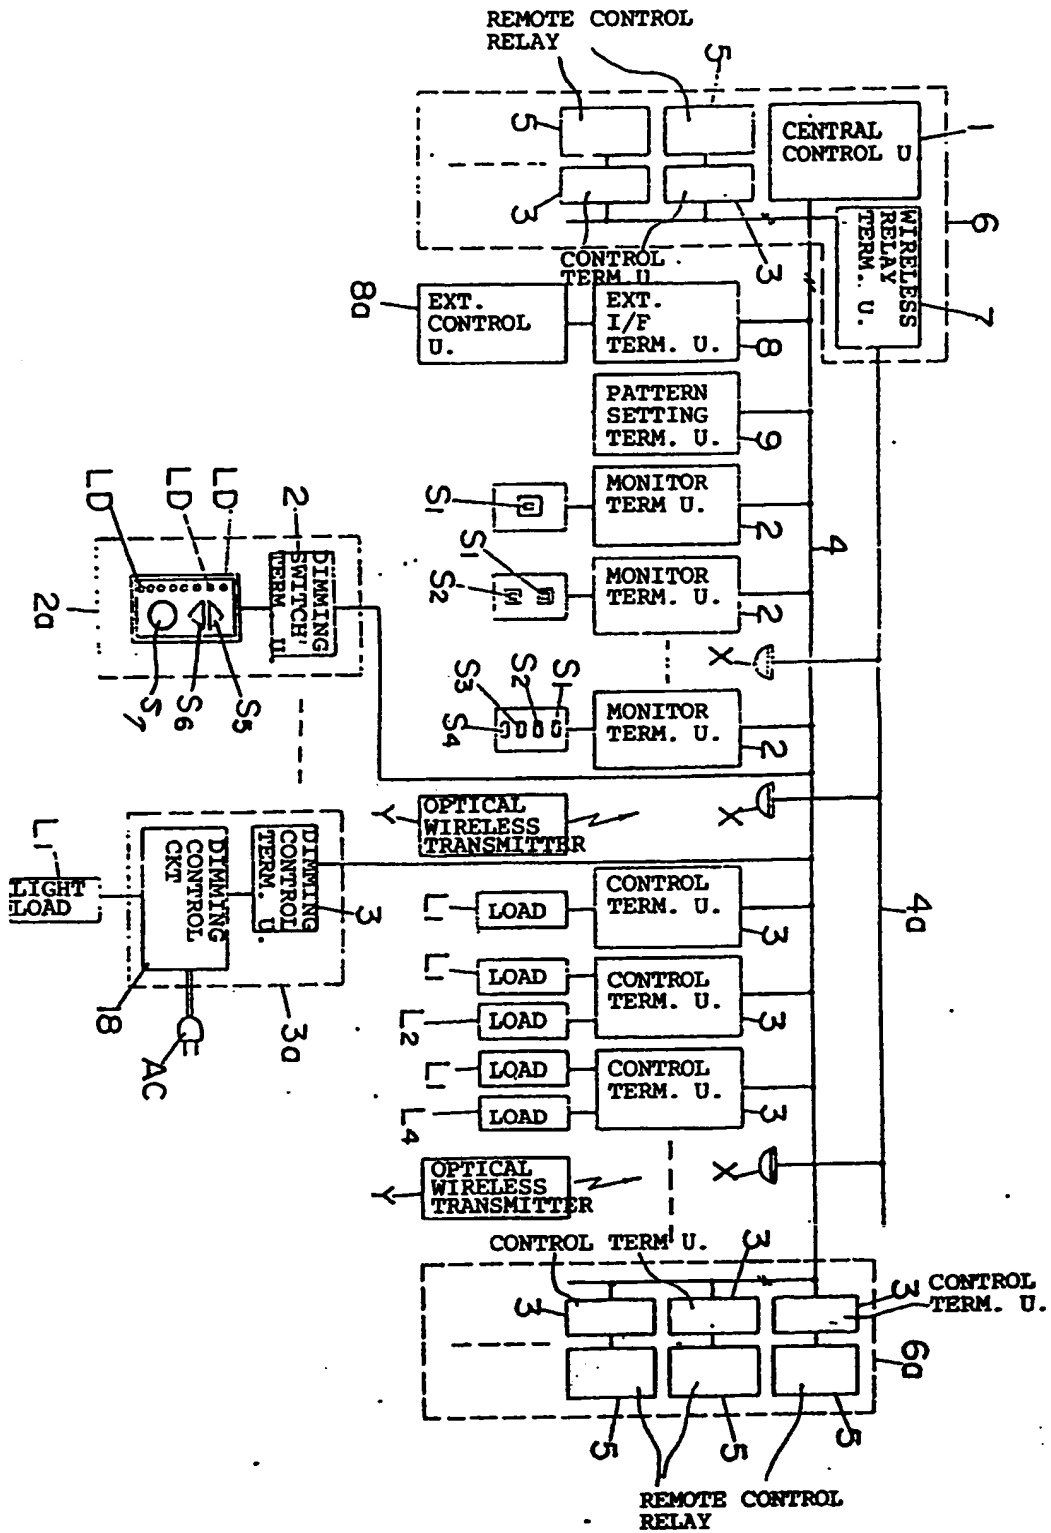 REMOTE CONTROL
RELAY
5
5
CENTRAL
CONTROL U
1
3
CONTROL
TERM U.
3
WIRELESS
RELAY
TERM. U.
6
7
8a
EXT.
CONTROL
U.
EXT.
I/F
TERM. U.
8
PATTERN
SETTING
TERM. U.
9
S1
MONITOR
TERM U.
2
4
S1
S2
MONITOR
TERM. U.
2
X
S1
S2
S3
S4
MONITOR
TERM. U.
2
LD
LD
LD
2
DIMMING
SWITCH
TERM U.
2a
S7
S6
S5
OPTICAL
WIRELESS
TRANSMITTER
X
4a
L1
LIGHT
LOAD
DIMMING
CONTROL
CKT
DIMMING
CONTROL
TERM. U.
3
18
AC
3a
L1
LOAD
CONTROL
TERM. U.
3
L1
LOAD
L2
LOAD
CONTROL
TERM. U.
3
L1
LOAD
L4
LOAD
CONTROL
TERM. U.
3
OPTICAL
WIRELESS
TRANSMITTER
X
CONTROL TERM U.
3
3
3
CONTROL
TERM. U.
6a
5
5
5
REMOTE CONTROL
RELAY